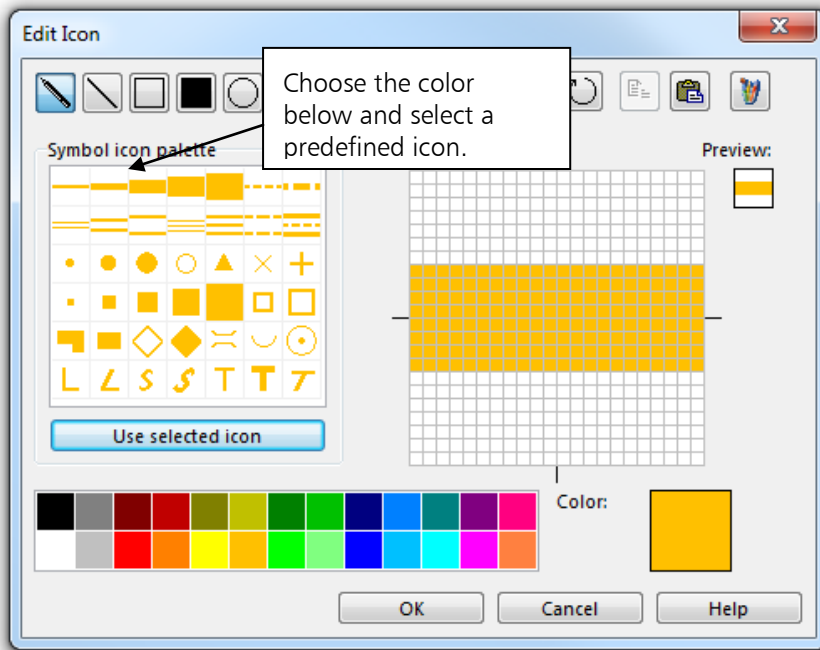 Edit Icon
Choose the color
below and select a
predefined icon.
Symbol icon palette
Preview:
L L S S T T T
Use selected icon
Color:
OK
Cancel
Help